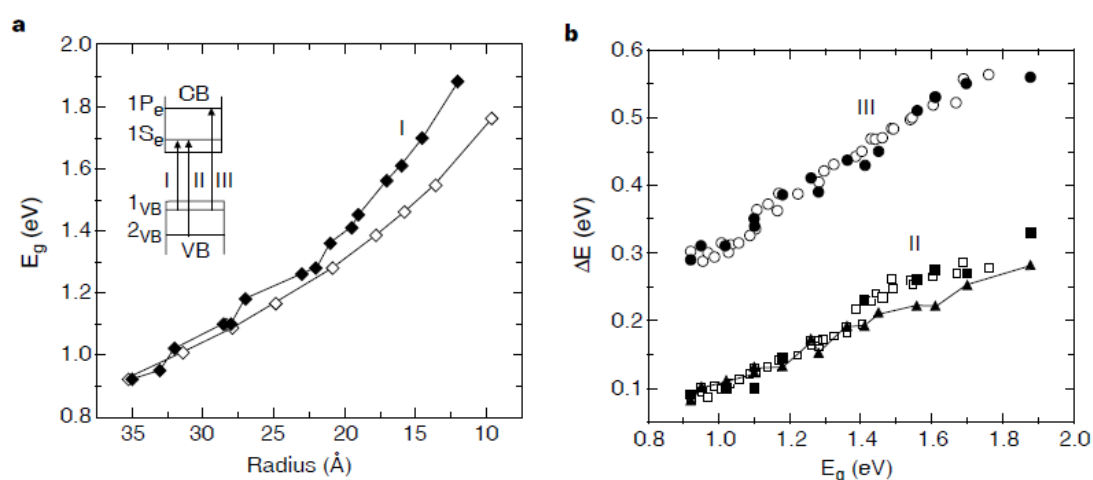 a
2.0
1.8
1.6
1.4
1.2
1.0
0.8
E_g (eV)
35
30
25
20
15
10
Radius (Å)
I
CB
1P_e
1S_e
I II III
1_VB
2_VB
VB
b
0.6
0.5
0.4
0.3
0.2
0.1
ΔE (eV)
0.8
1.0
1.2
1.4
1.6
1.8
2.0
E_g (eV)
III
II